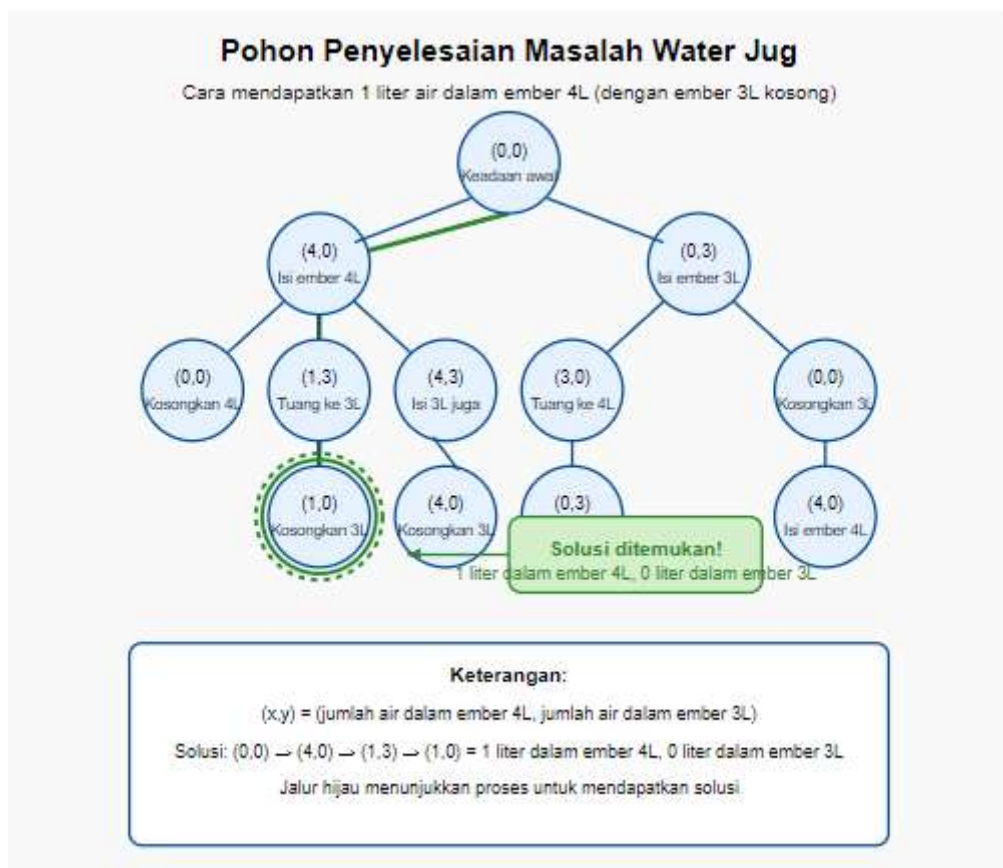 Pohon Penyelesaian Masalah Water Jug
Cara mendapatkan 1 liter air dalam ember 4L (dengan ember 3L kosong)
(0,0)
Keadaan awal
(4,0)
Isi ember 4L
(0,3)
Isi ember 3L
(0,0)
Kosongkan 4L
(1,3)
Tuang ke 3L
(4,3)
Isi 3L juga
(3,0)
Tuang ke 4L
(0,0)
Kosongkan 3L
(1,0)
Kosongkan 3L
(4,0)
Kosongkan 3L
(0,3)
(4,0)
Isi ember 4L
Solusi ditemukan!
1 liter dalam ember 4L, 0 liter dalam ember 3L
Keterangan:
(x,y) = (jumlah air dalam ember 4L, jumlah air dalam ember 3L)
Solusi: (0,0) → (4,0) → (1,3) → (1,0) = 1 liter dalam ember 4L, 0 liter dalam ember 3L
Jalur hijau menunjukkan proses untuk mendapatkan solusi